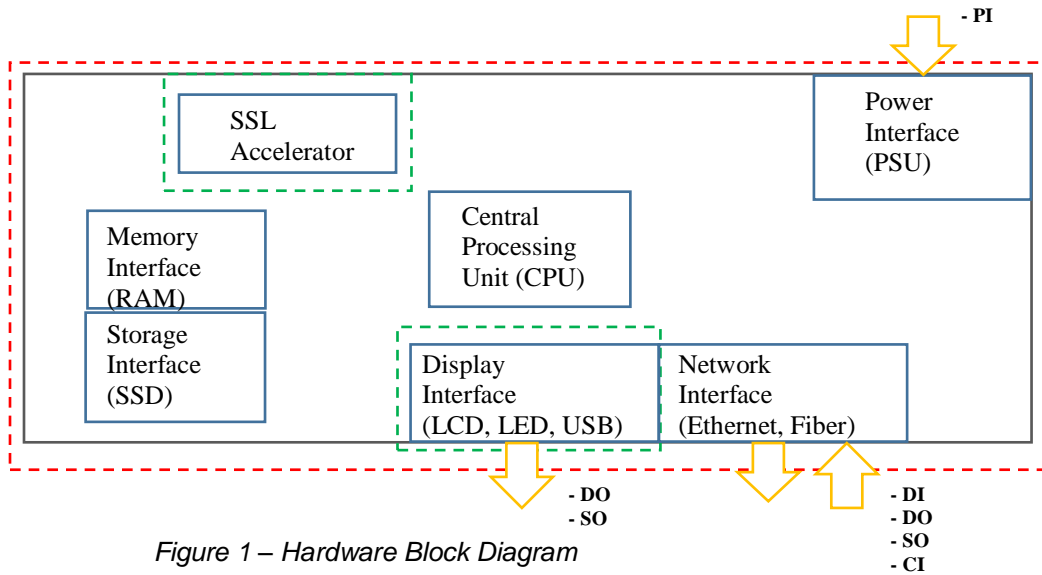 - PI
SSL
Accelerator
Power
Interface
(PSU)
Memory
Interface
(RAM)
Central
Processing
Unit (CPU)
Storage
Interface
(SSD)
Display
Interface
(LCD, LED, USB)
Network
Interface
(Ethernet, Fiber)
- DO
- SO
- DI
- DO
- SO
- CI
Figure 1 – Hardware Block Diagram